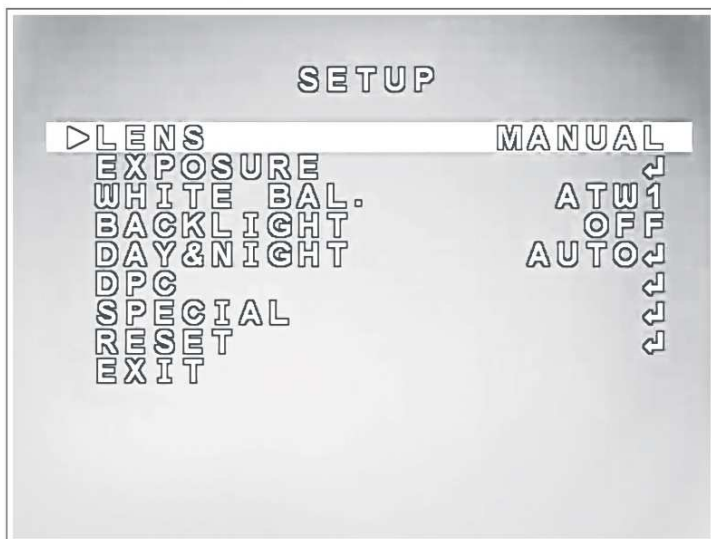 SETUP
▷LENS MANUAL
EXPOSURE ↲
WHITE BAL. ATW1
BACKLIGHT OFF
DAY&NIGHT AUTO↲
DPC ↲
SPECIAL ↲
RESET ↲
EXIT